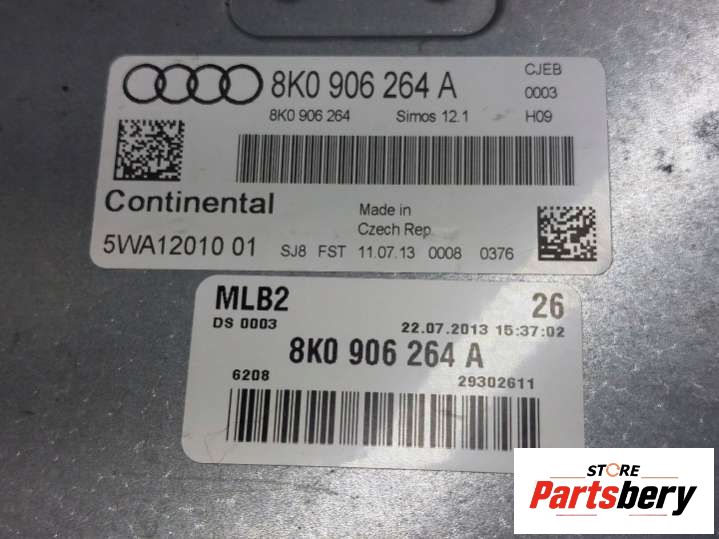 8K0 906 264 A
CJEB
0003
H09
8K0 906 264 Simos 12.1
Continental
Made in
Czech Rep.
5WA12010 01 SJ8 FST 11.07.13 0008 0376
MLB2 26
DS 0003 22.07.2013 15:37:02
8K0 906 264 A
6208 29302611
STORE
Partsbery